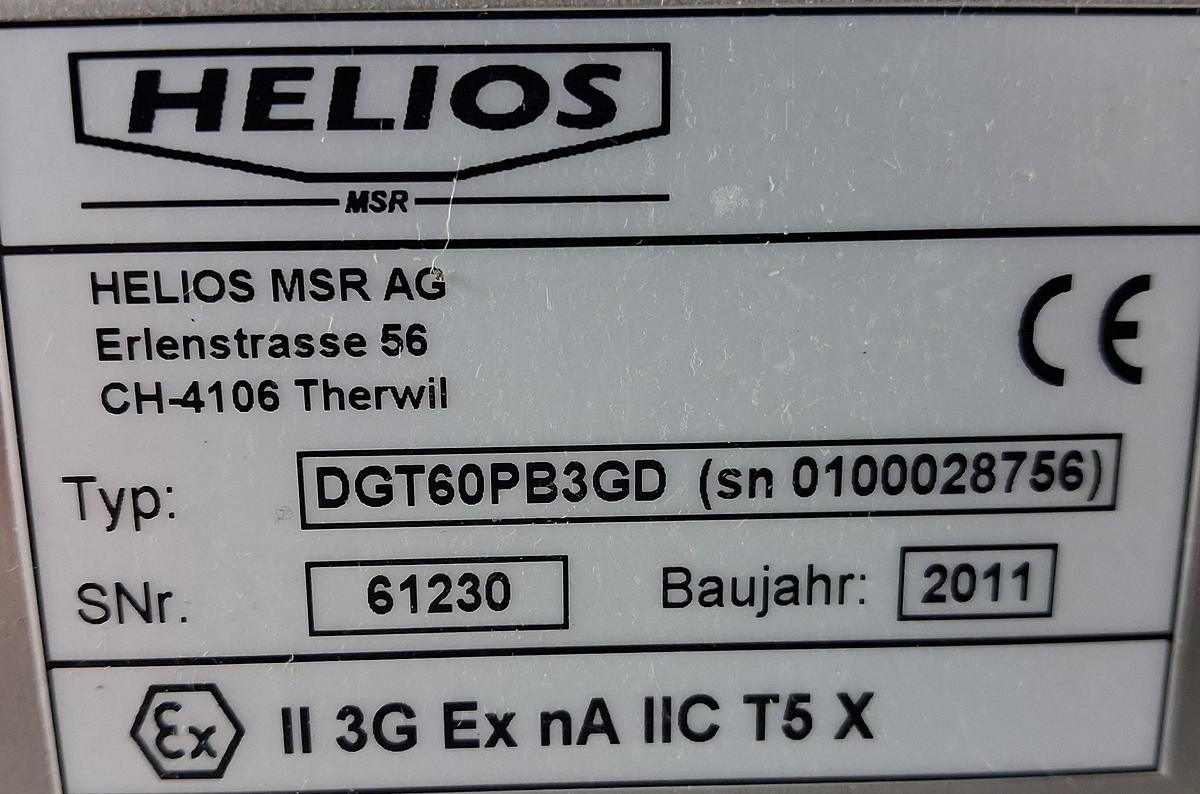 HELIOS
MSR
HELIOS MSR AG
Erlenstrasse 56
CH-4106 Therwil
CE
Typ: DGT60PB3GD (sn 0100028756)
SNr. 61230 Baujahr: 2011
Ex II 3G Ex nA IIC T5 X